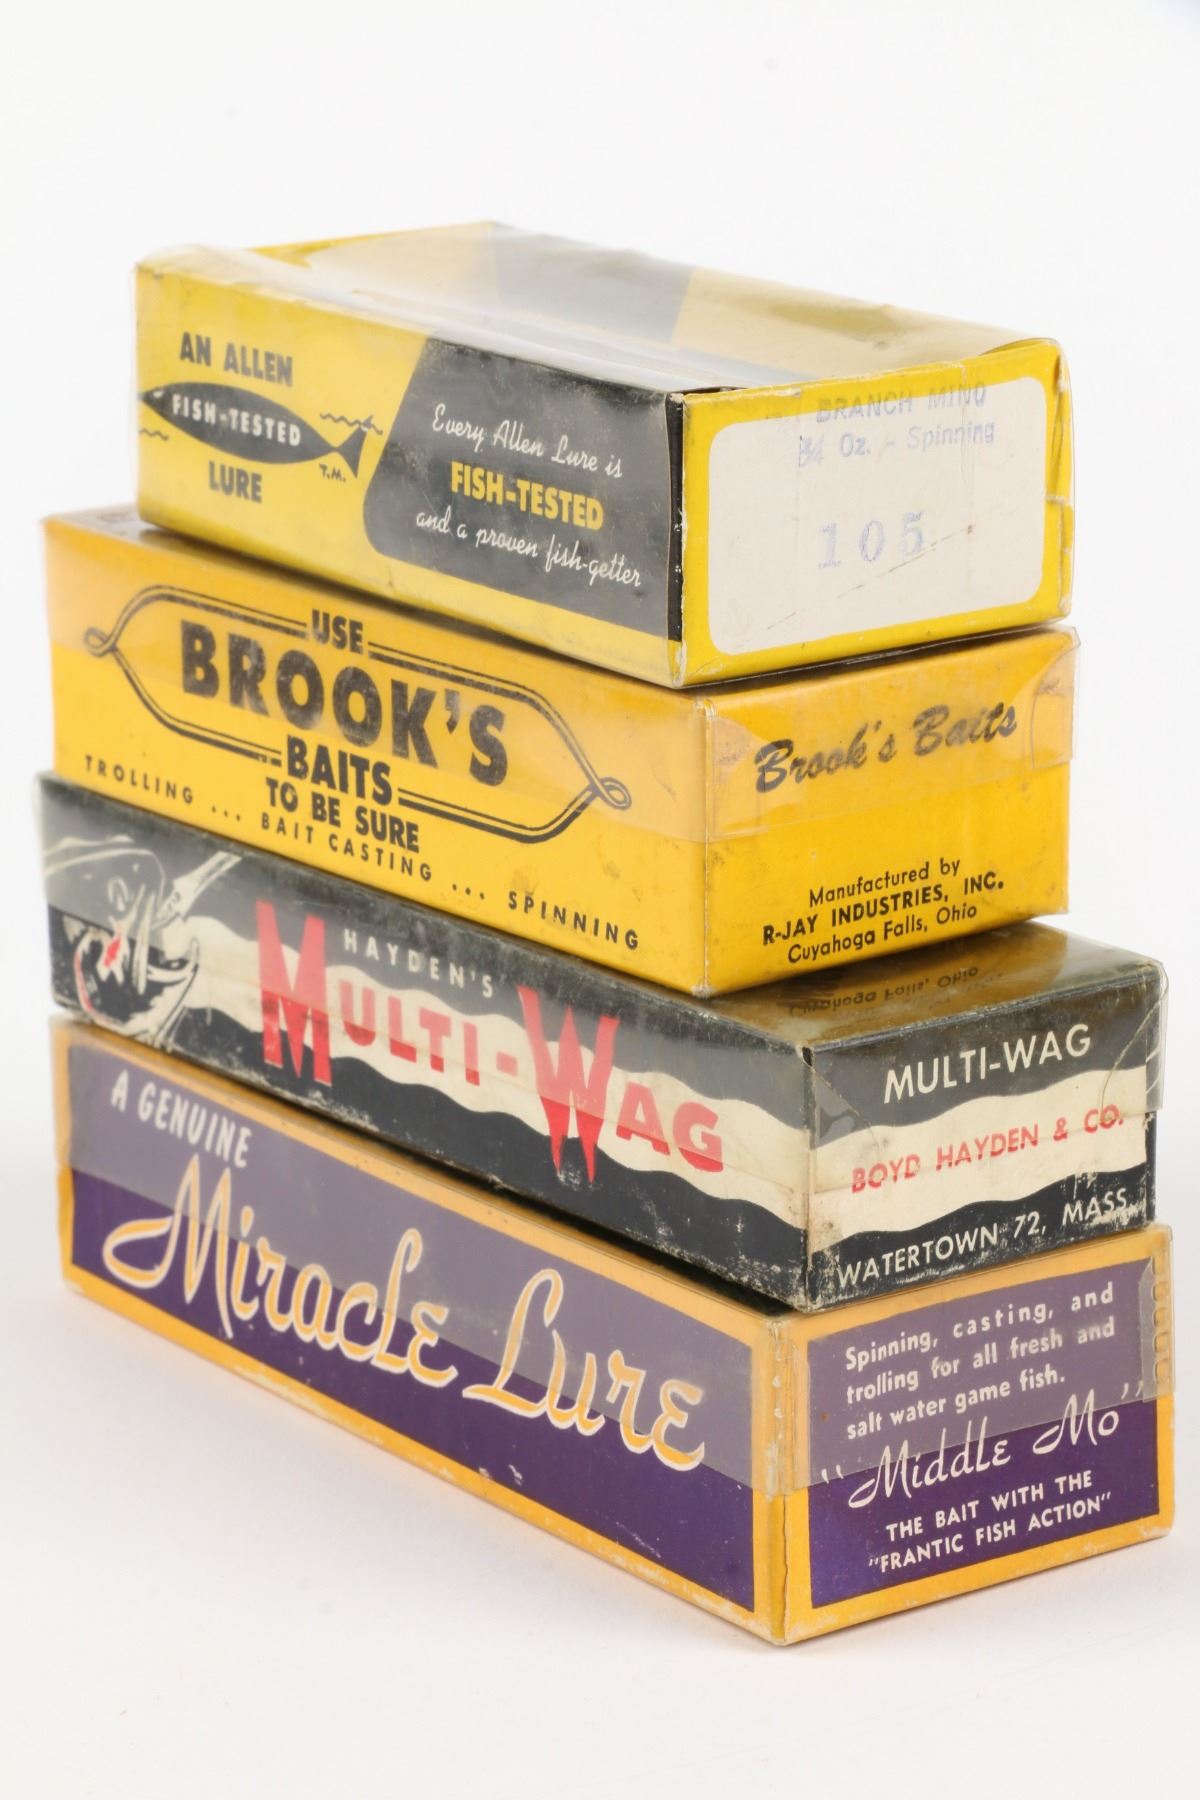 AN ALLEN
FISH-TESTED
T.M.
LURE
Every Allen Lure is
FISH-TESTED
and a proven fish-getter
BRANCH MINO
Oz. - Spinning
105
USE
BROOK'S
BAITS
TO BE SURE
TROLLING ... BAIT CASTING ... SPINNING
Brook's Baits
Manufactured by
R-JAY INDUSTRIES, INC.
Cuyahoga Falls, Ohio
HAYDEN'S
MULTI-WAG
MULTI-WAG
BOYD HAYDEN & CO.
WATERTOWN 72, MASS.
A GENUINE
Miracle Lure
Spinning, casting, and
trolling for all fresh and
salt water game fish.
"Middle Mo"
THE BAIT WITH THE
"FRANTIC FISH ACTION"